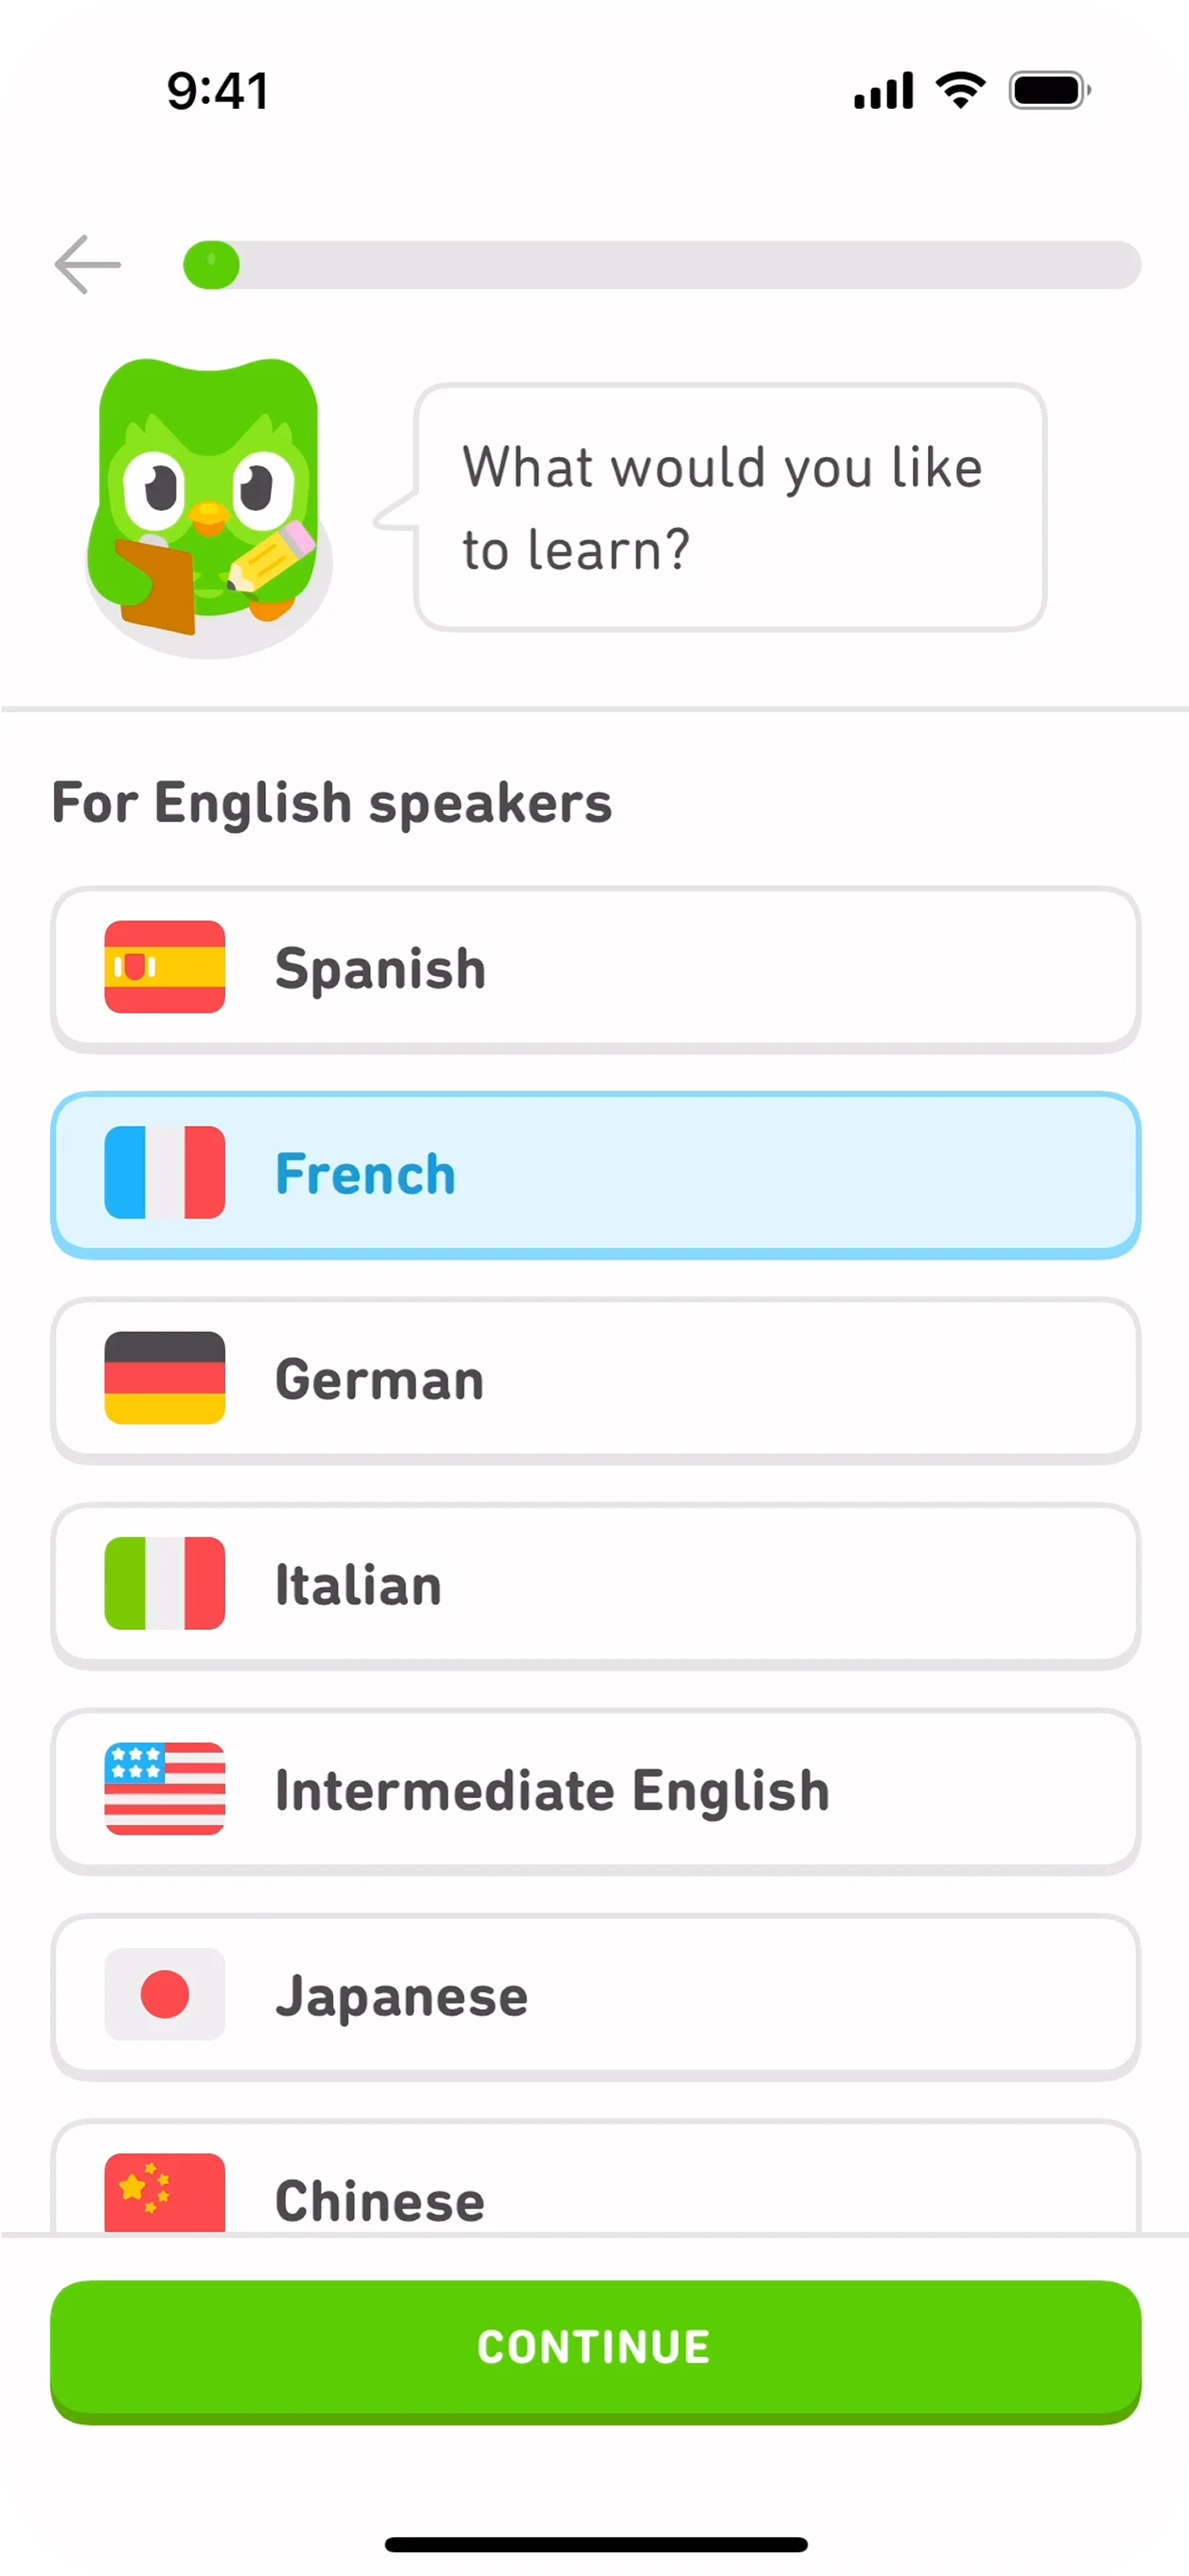 9:41
What would you like
to learn?
For English speakers
Spanish
French
German
Italian
Intermediate English
Japanese
Chinese
CONTINUE